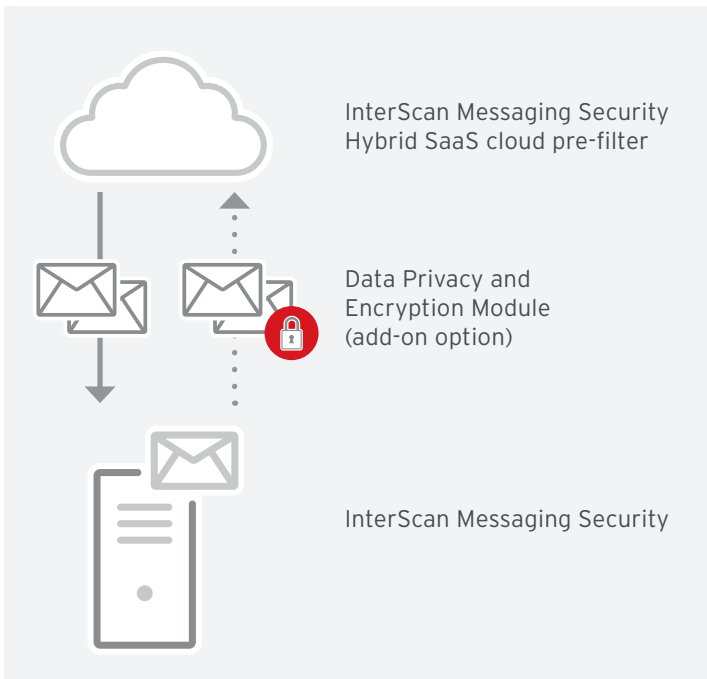 InterScan Messaging Security
Hybrid SaaS cloud pre-filter
Data Privacy and
Encryption Module
(add-on option)
InterScan Messaging Security